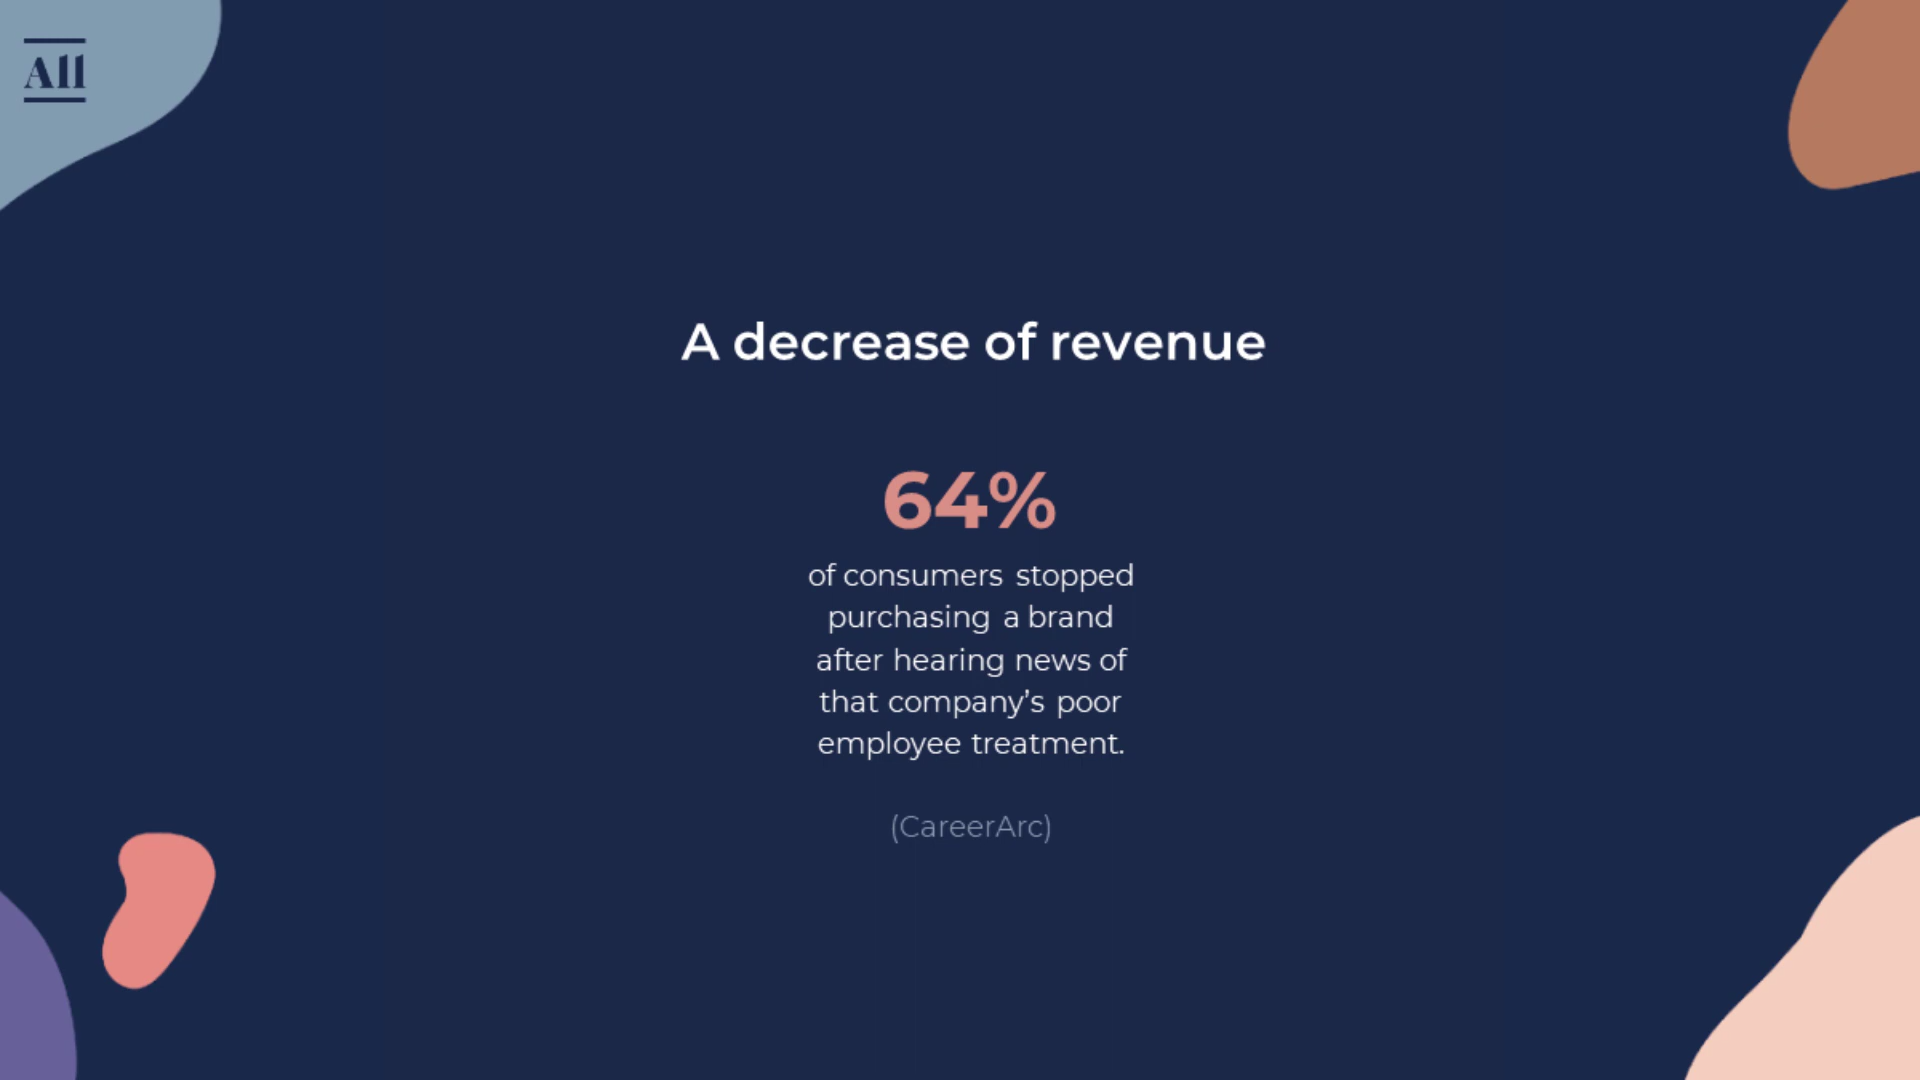 All
A decrease of revenue
64%
of consumers stopped
purchasing a brand
after hearing news of
that company’s poor
employee treatment.
(CareerArc)